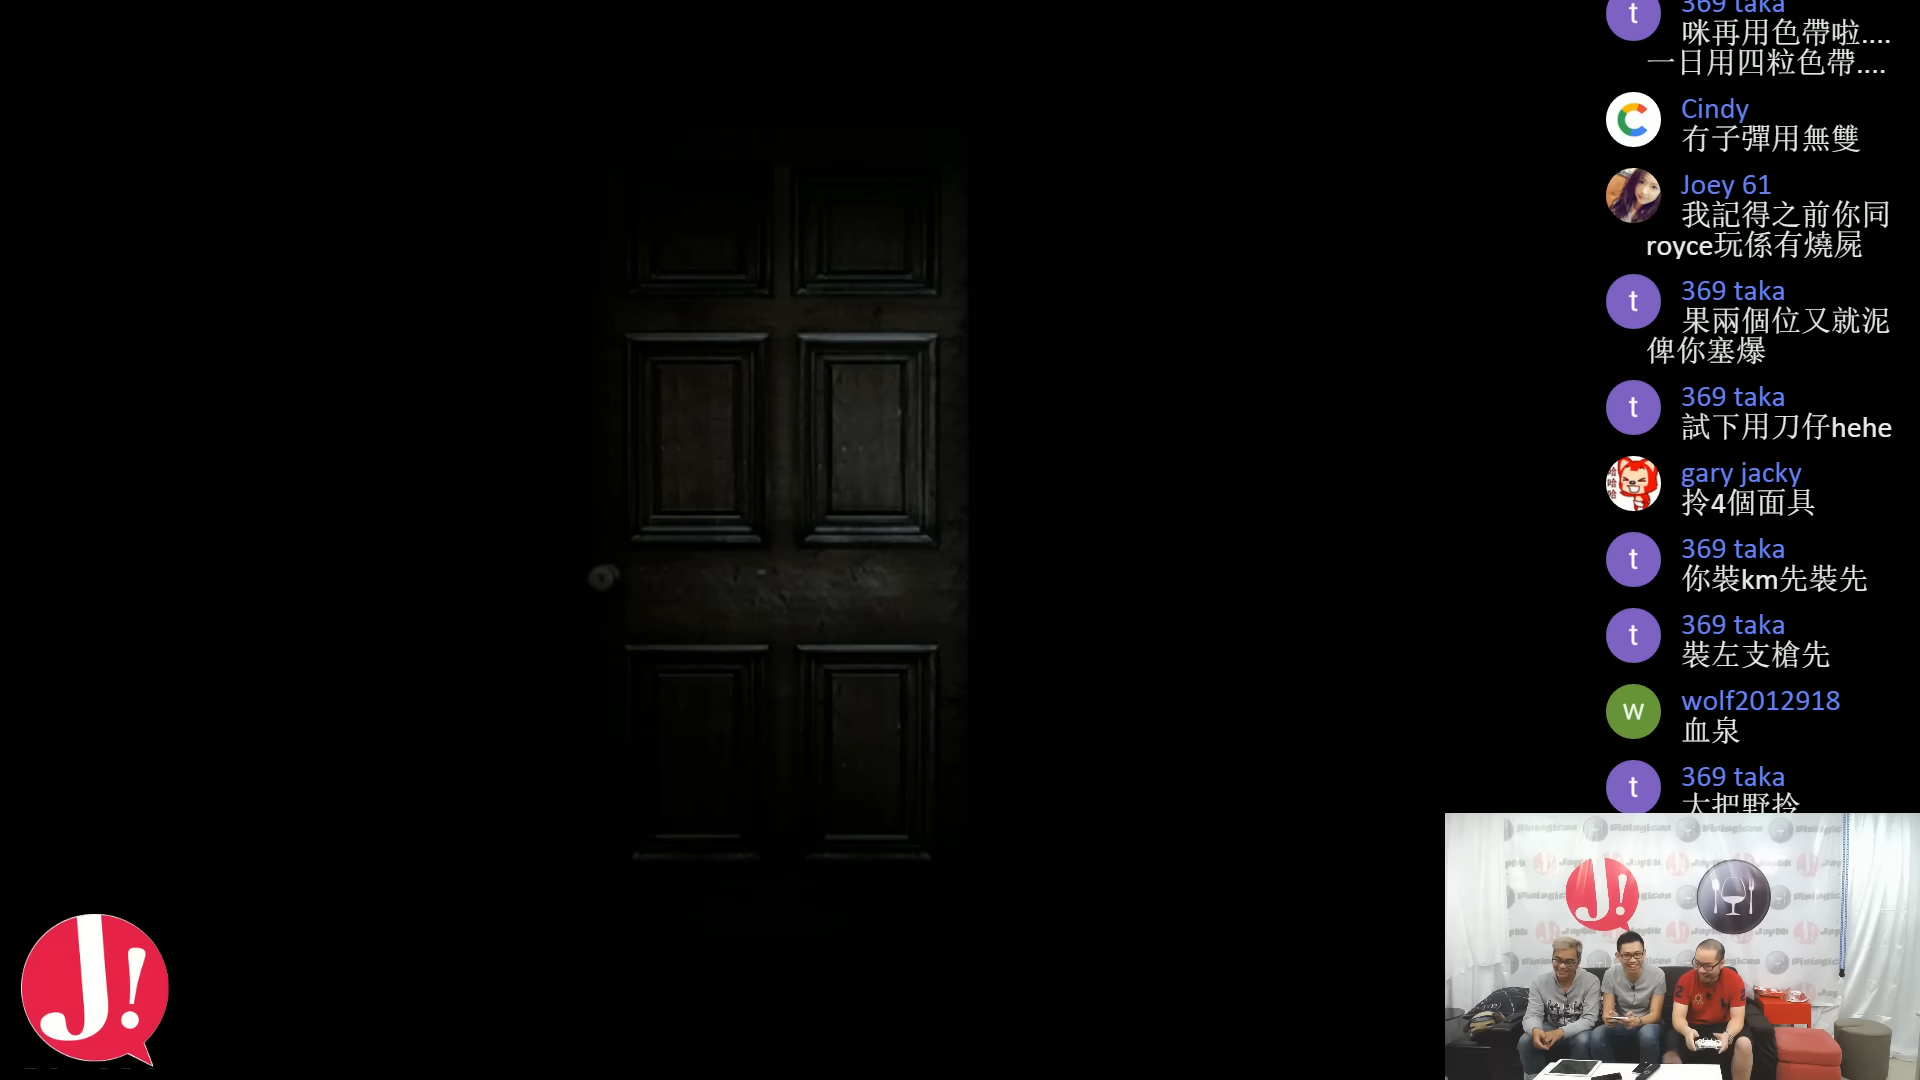 369 taka
咪再用色帶啦....
一日用四粒色帶....
Cindy
冇子彈用無雙
Joey 61
我記得之前你同
royce玩係有燒屍
369 taka
果兩個位又就泥
俾你塞爆
369 taka
試下用刀仔hehe
gary jacky
拎4個面具
369 taka
你裝km先裝先
369 taka
裝左支槍先
wolf2012918
血泉
369 taka
大把野拎
J!
J!